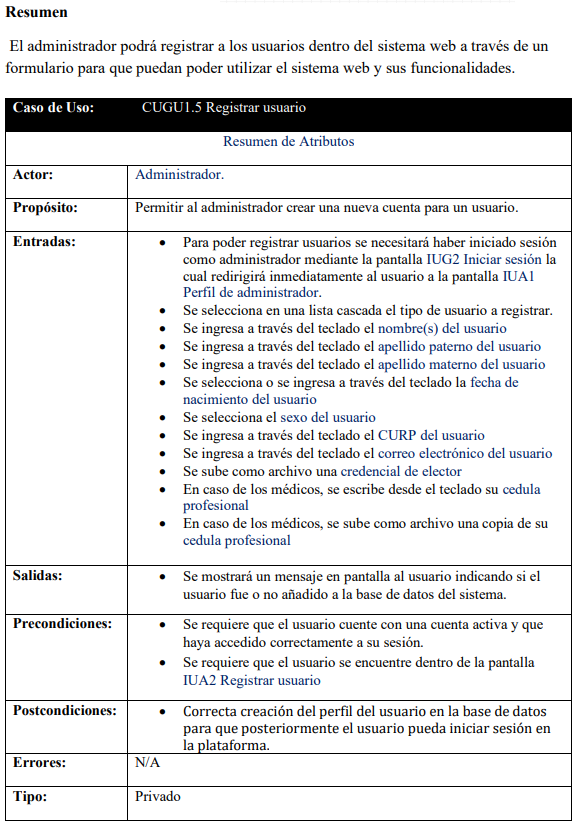 Resumen
El administrador podrá registrar a los usuarios dentro del sistema web a través de un
formulario para que puedan poder utilizar el sistema web y sus funcionalidades.
Caso de Uso: CUGU1.5 Registrar usuario
Resumen de Atributos
Actor: Administrador.
Propósito: Permitir al administrador crear una nueva cuenta para un usuario.
Entradas: • Para poder registrar usuarios se necesitará haber iniciado sesión
como administrador mediante la pantalla IUG2 Iniciar sesión la
cual redirigirá inmediatamente al usuario a la pantalla IUA1
Perfil de administrador.
• Se selecciona en una lista cascada el tipo de usuario a registrar.
• Se ingresa a través del teclado el nombre(s) del usuario
• Se ingresa a través del teclado el apellido paterno del usuario
• Se ingresa a través del teclado el apellido materno del usuario
• Se selecciona o se ingresa a través del teclado la fecha de
nacimiento del usuario
• Se selecciona el sexo del usuario
• Se ingresa a través del teclado el CURP del usuario
• Se ingresa a través del teclado el correo electrónico del usuario
• Se sube como archivo una credencial de elector
• En caso de los médicos, se escribe desde el teclado su cedula
profesional
• En caso de los médicos, se sube como archivo una copia de su
cedula profesional
Salidas: • Se mostrará un mensaje en pantalla al usuario indicando si el
usuario fue o no añadido a la base de datos del sistema.
Precondiciones: • Se requiere que el usuario cuente con una cuenta activa y que
haya accedido correctamente a su sesión.
• Se requiere que el usuario se encuentre dentro de la pantalla
IUA2 Registrar usuario
Postcondiciones: • Correcta creación del perfil del usuario en la base de datos
para que posteriormente el usuario pueda iniciar sesión en
la plataforma.
Errores: N/A
Tipo: Privado